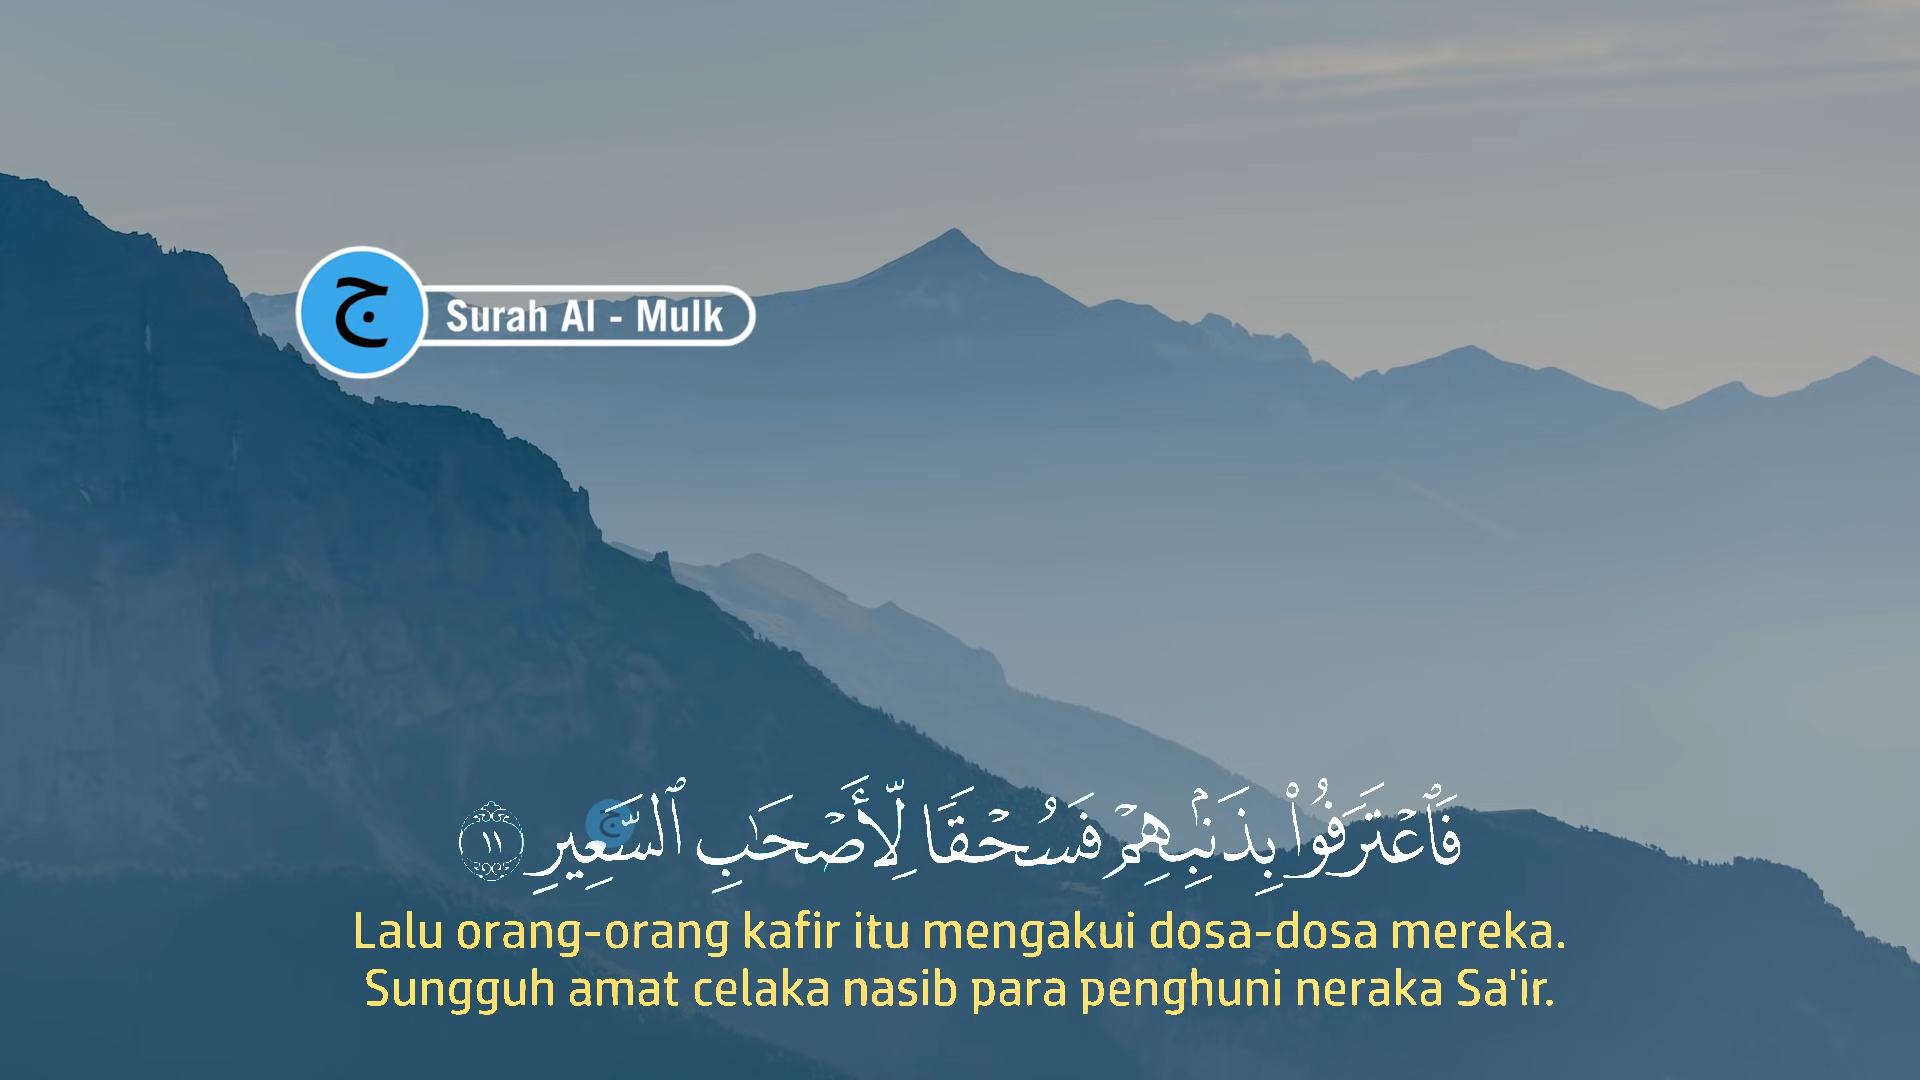 ج
Surah Al - Mulk
فَٱعْتَرَفُوا۟ بِذَنۢبِهِمْ فَسُحْقًا لِّأَصْحَٰبِ ٱلسَّعِيرِ ١١
ج
Lalu orang-orang kafir itu mengakui dosa-dosa mereka.
Sungguh amat celaka nasib para penghuni neraka Sa'ir.